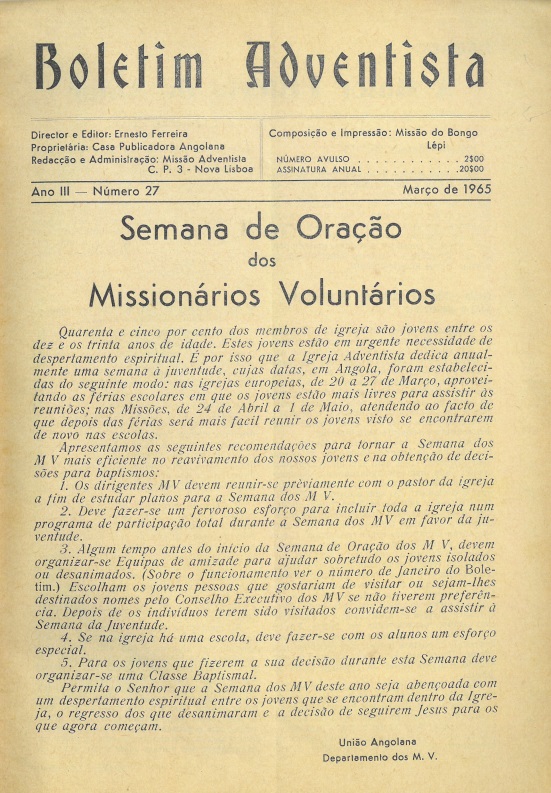 Boletim Adventista
Director e Editor: Ernesto Ferreira
Proprietária: Casa Publicadora Angolana
Redacção e Administração: Missão Adventista
C. P. 3 - Nova Lisboa
Composição e Impressão: Missão do Bongo
Lépi
NÚMERO AVULSO . . . . . . . . . . . . 2$00
ASSINATURA ANUAL . . . . . . . . . . . 20$00
Ano III — Número 27
Março de 1965
Semana de Oração
dos
Missionários Voluntários
Quarenta e cinco por cento dos membros de igreja são jovens entre os
dez e os trinta anos de idade. Estes jovens estão em urgente necessidade de
despertamento espiritual. É por isso que a Igreja Adventista dedica anual-
mente uma semana à juventude, cujas datas, em Angola, foram estabeleci-
das do seguinte modo: nas igrejas europeias, de 20 a 27 de Março, aprovei-
tando as férias escolares em que os jovens estão mais livres para assistir às
reuniões; nas Missões, de 24 de Abril a 1 de Maio, atendendo ao facto de
que depois das férias será mais facil reunir os jovens visto se encontrarem
de novo nas escolas.
Apresentamos as seguintes recomendações para tornar a Semana dos
M V mais eficiente no reavivamento dos nossos jovens e na obtenção de deci-
sões para baptismos:
1. Os dirigentes MV devem reunir-se prèviamente com o pastor da igreja
a fim de estudar planos para a Semana dos M V.
2. Deve fazer-se um fervoroso esforço para incluir toda a igreja num
programa de participação total durante a Semana dos MV em favor da ju-
ventude.
3. Algum tempo antes do início da Semana de Oração dos M V, devem
organizar-se Equipas de amizade para ajudar sobretudo os jovens isolados
ou desanimados. (Sobre o funcionamento ver o número de Janeiro do Bole-
tim.) Escolham os jovens pessoas que gostariam de visitar ou sejam-lhes
destinados nomes pelo Conselho Executivo dos MV se não tiverem preferên-
cia. Depois de os indivíduos terem sido visitados convidem-se a assistir à
Semana da Juventude.
4. Se na igreja há uma escola, deve fazer-se com os alunos um esforço
especial.
5. Para os jovens que fizerem a sua decisão durante esta Semana deve
organizar-se uma Classe Baptismal.
Permita o Senhor que a Semana dos MV deste ano seja abençoada com
um despertamento espiritual entre os jovens que se encontram dentro da Igre-
ja, o regresso dos que desanimaram e a decisão de seguirem Jesus para os
que agora começam.
União Angolana
Departamento dos M. V.